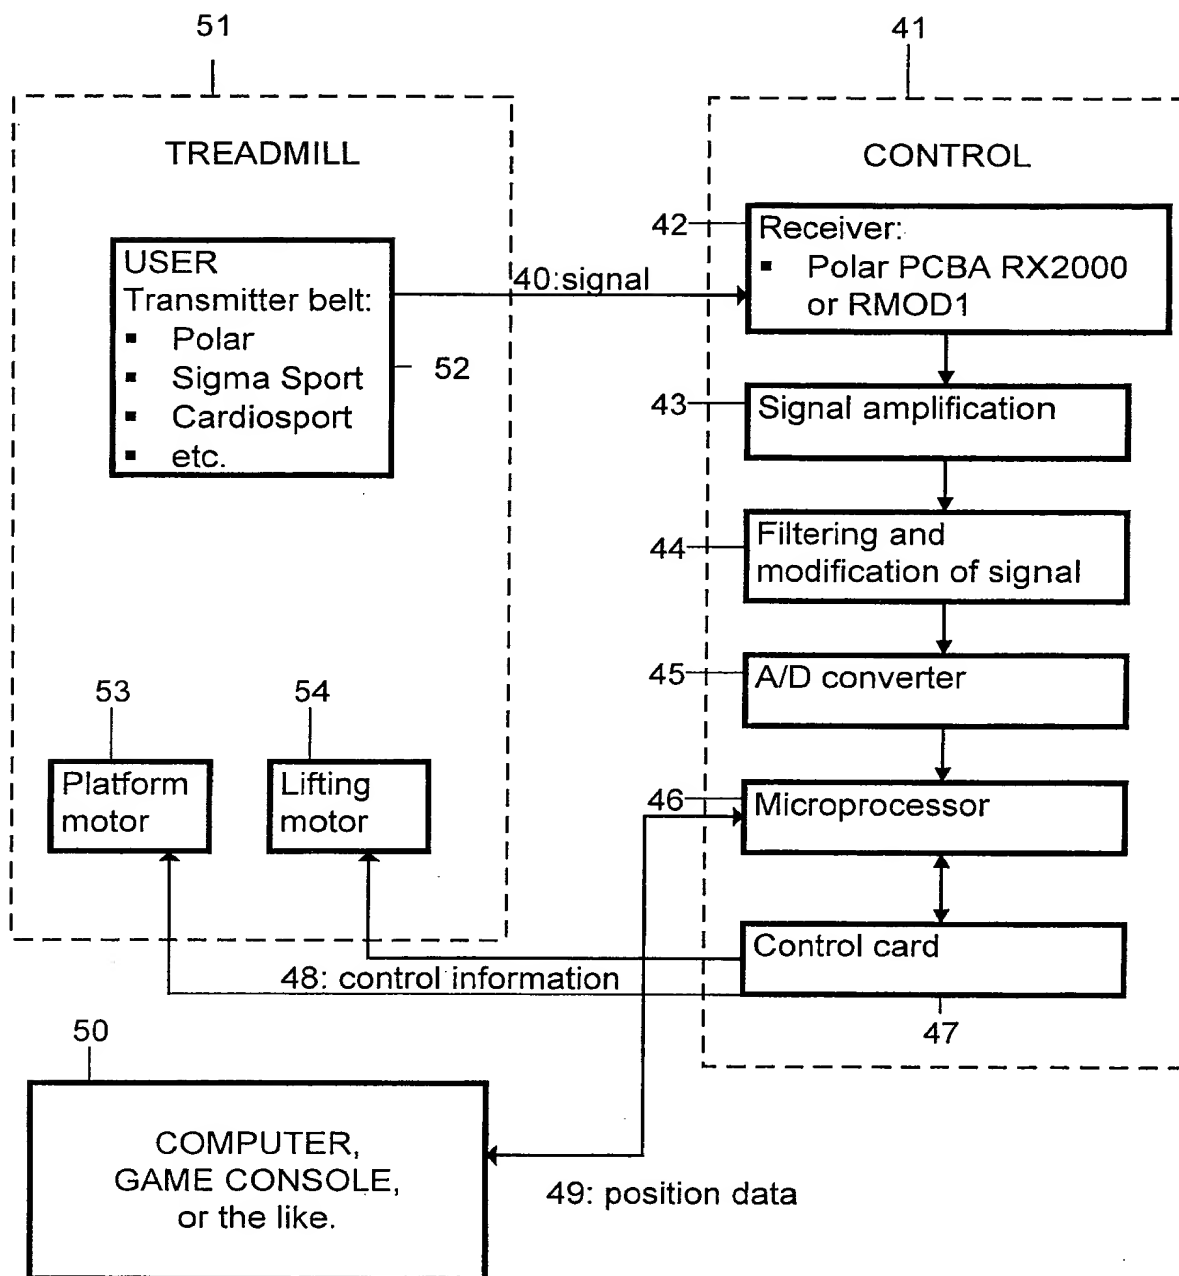 51
41
TREADMILL
CONTROL
USER
Transmitter belt:
▪ Polar
▪ Sigma Sport
▪ Cardiosport
▪ etc.
52
40:signal
42
Receiver:
▪ Polar PCBA RX2000
or RMOD1
43
Signal amplification
44
Filtering and
modification of signal
45
A/D converter
53
54
Platform
motor
Lifting
motor
46
Microprocessor
Control card
48: control information
47
50
COMPUTER,
GAME CONSOLE,
or the like.
49: position data